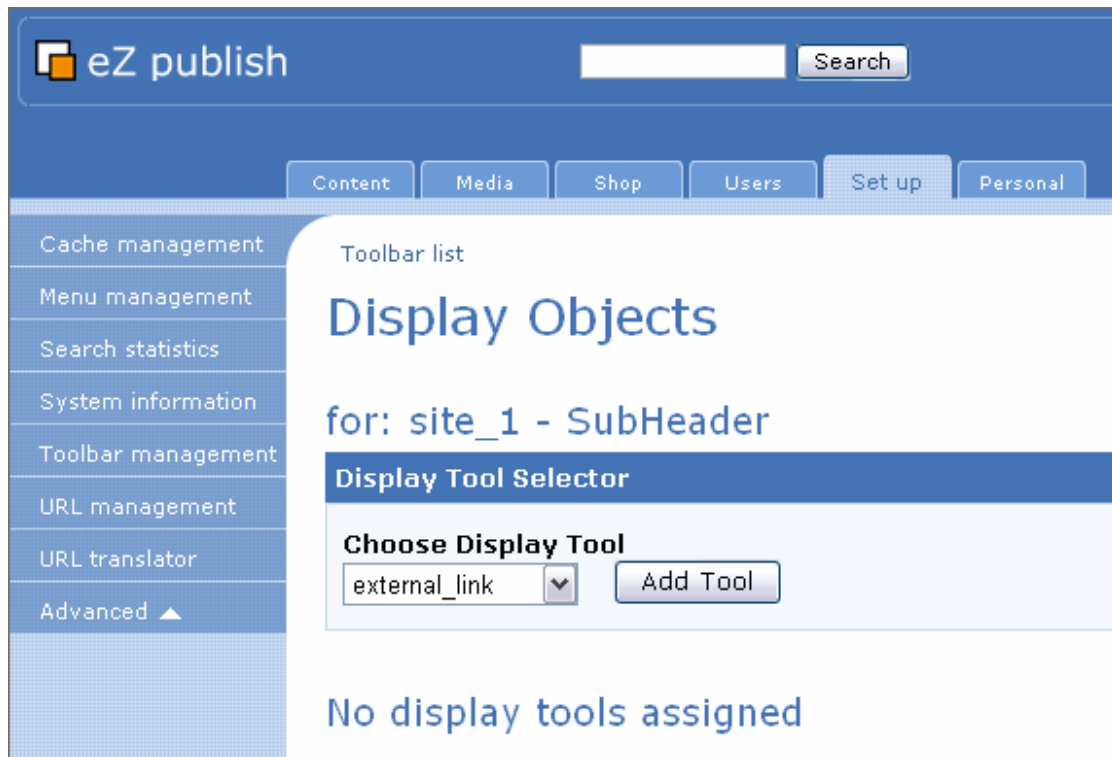 eZ publish
Search
Content Media Shop Users Set up Personal
Cache management
Menu management
Search statistics
System information
Toolbar management
URL management
URL translator
Advanced
Toolbar list
Display Objects
for: site_1 - SubHeader
Display Tool Selector
Choose Display Tool
external_link Add Tool
No display tools assigned